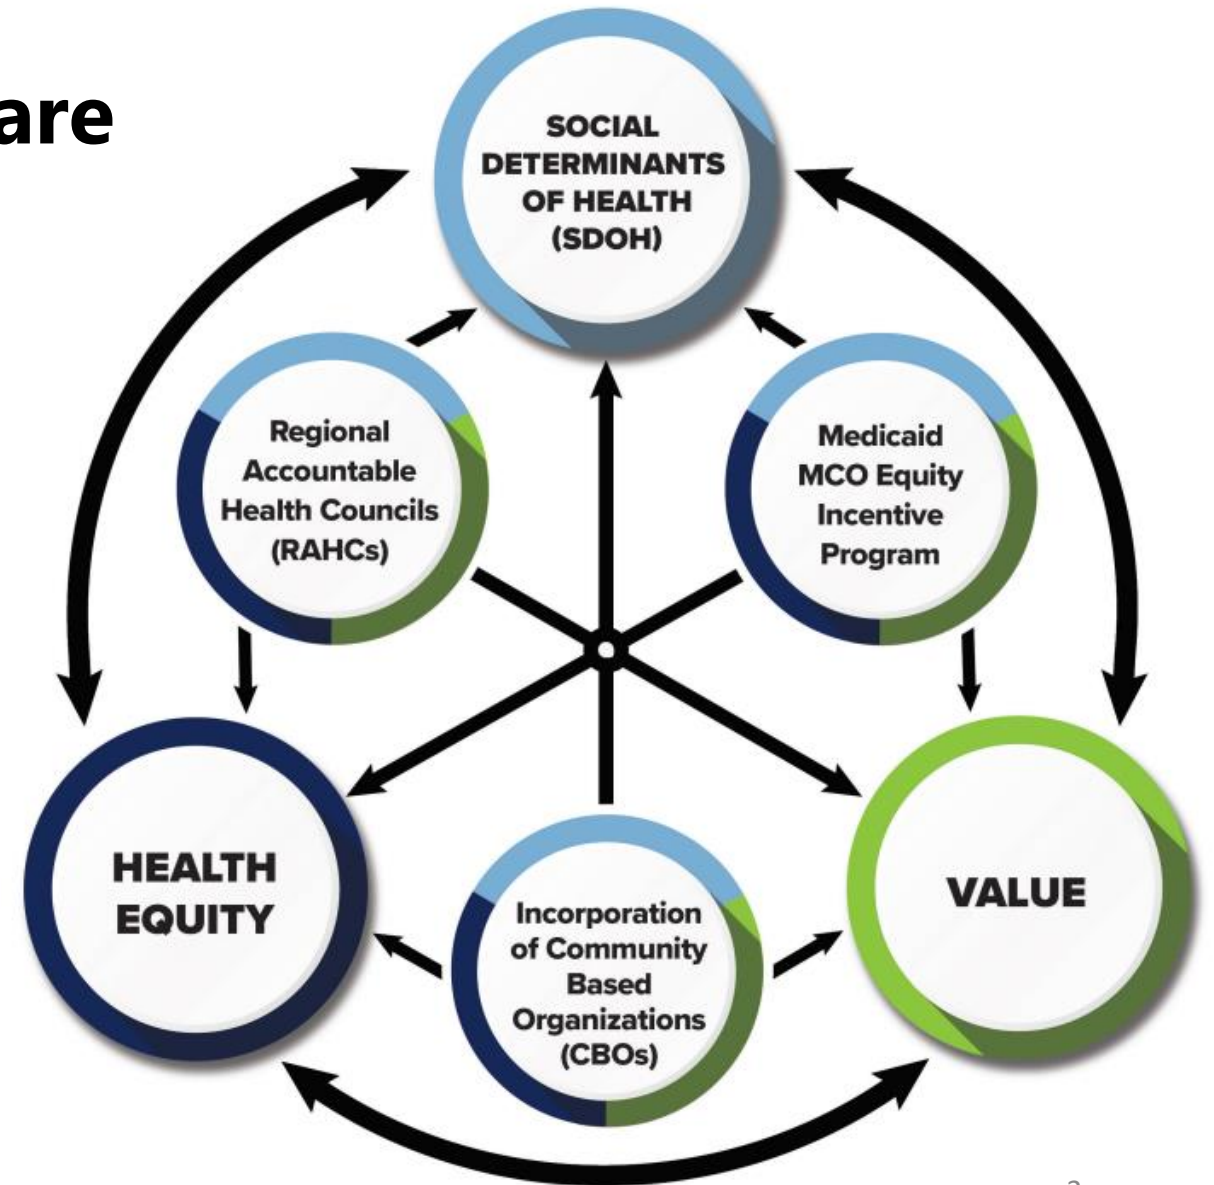 are
SOCIAL
DETERMINANTS
OF HEALTH
(SDOH)
Regional
Accountable
Health Councils
(RAHCs)
Medicaid
MCO Equity
Incentive
Program
HEALTH
EQUITY
Incorporation
of Community
Based
Organizations
(CBOs)
VALUE